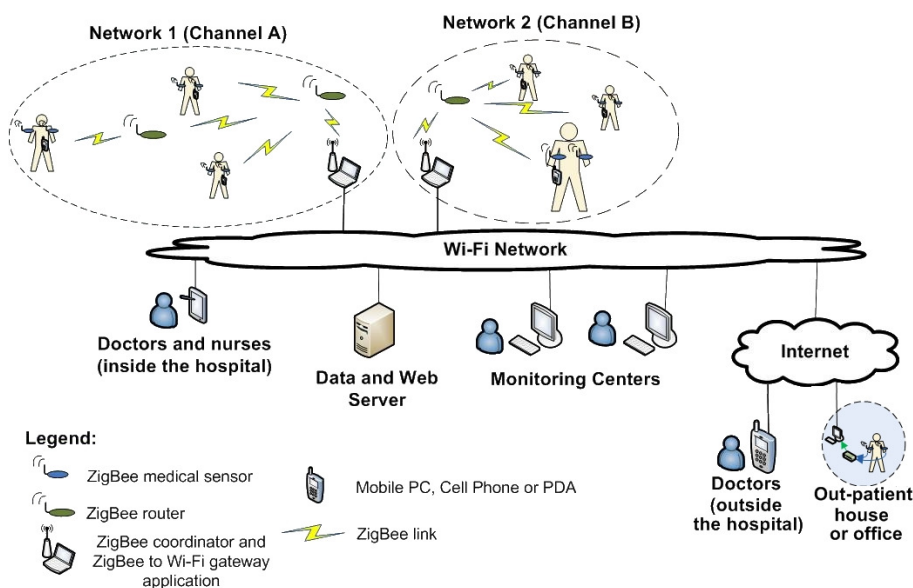 Network 1 (Channel A)
Network 2 (Channel B)
Wi-Fi Network
Doctors and nurses
(inside the hospital)
Data and Web
Server
Monitoring Centers
Internet
Doctors
(outside
the hospital)
Out-patient
house
or office
Legend:
ZigBee medical sensor
ZigBee router
ZigBee coordinator and
ZigBee to Wi-Fi gateway
application
Mobile PC, Cell Phone or PDA
ZigBee link